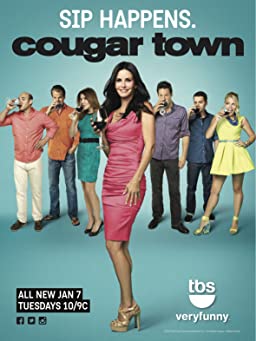 SIP HAPPENS.
cougar town
ALL NEW JAN 7
TUESDAYS 10/9C
tbs
veryfunny